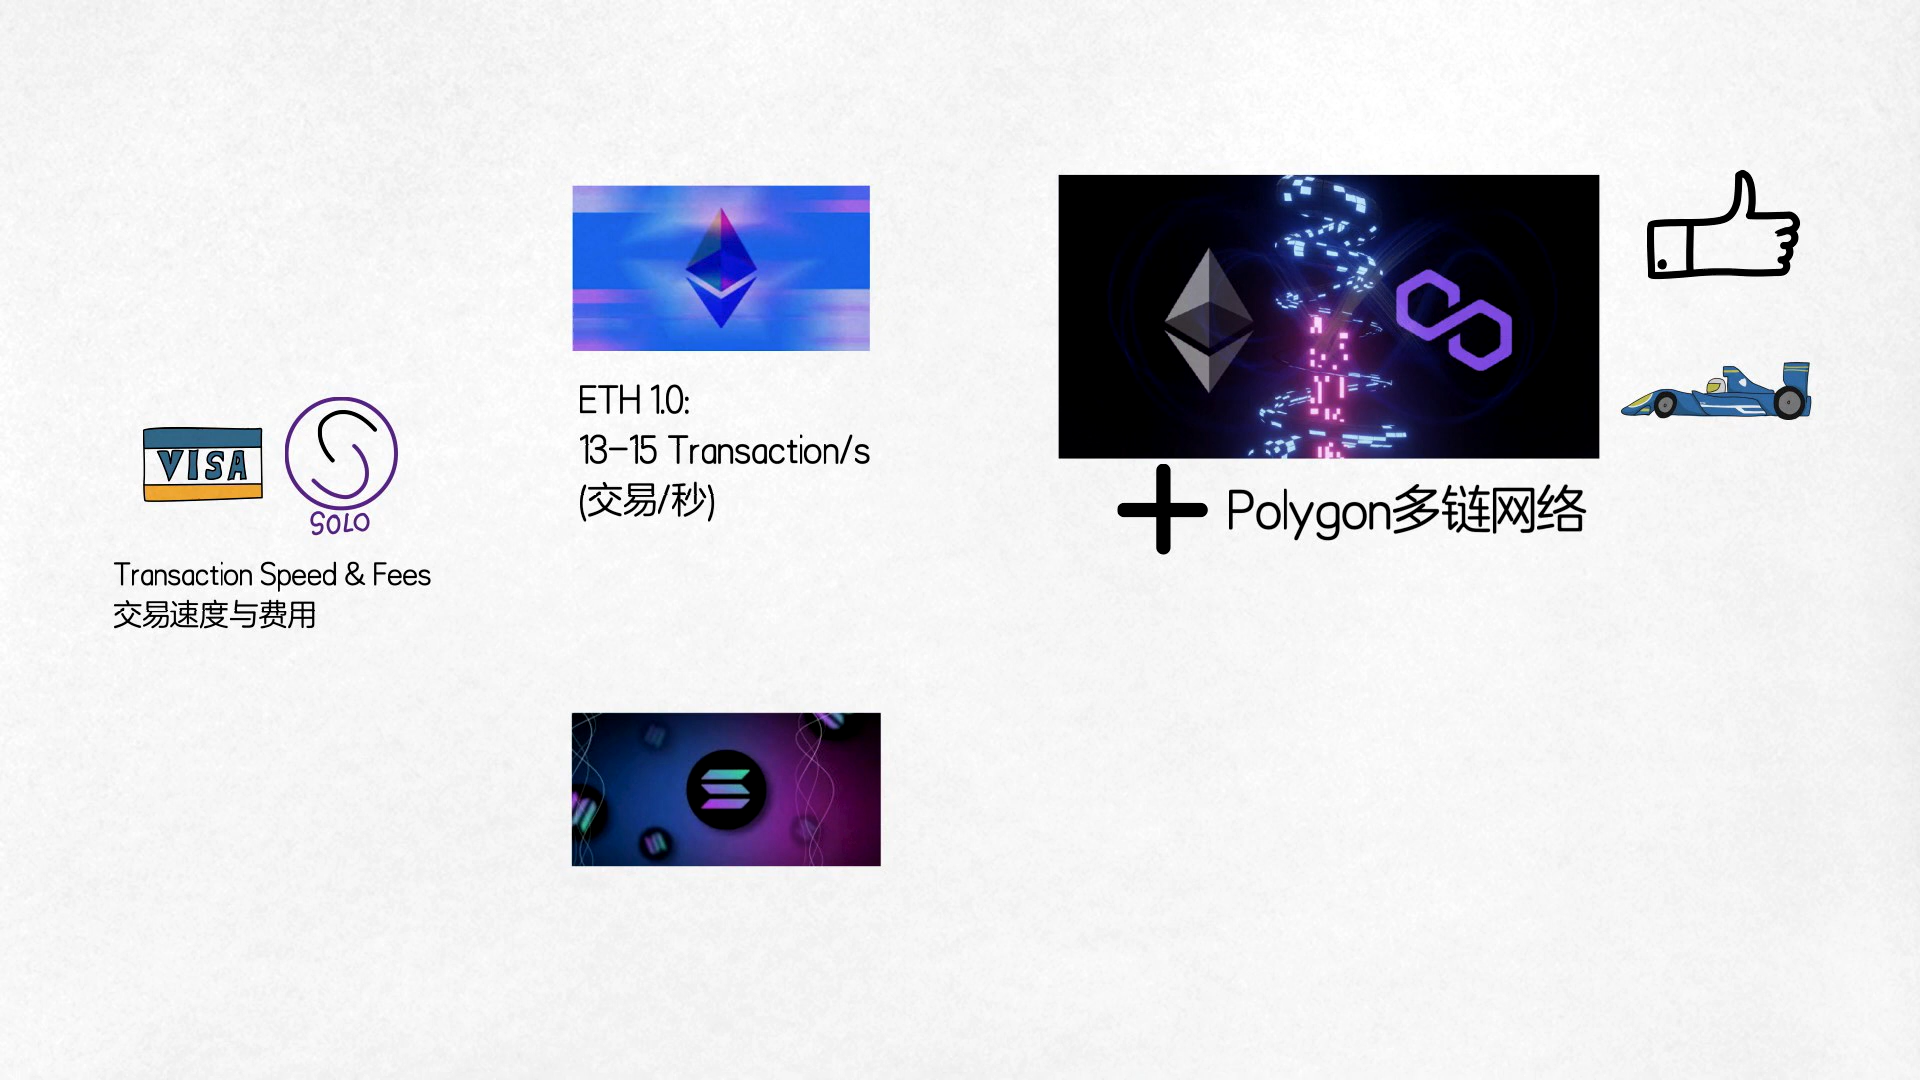 VISA
SOLO
Transaction Speed & Fees
交易速度与费用
ETH 1.0:
13-15 Transaction/s
(交易/秒)
Polygon多链网络